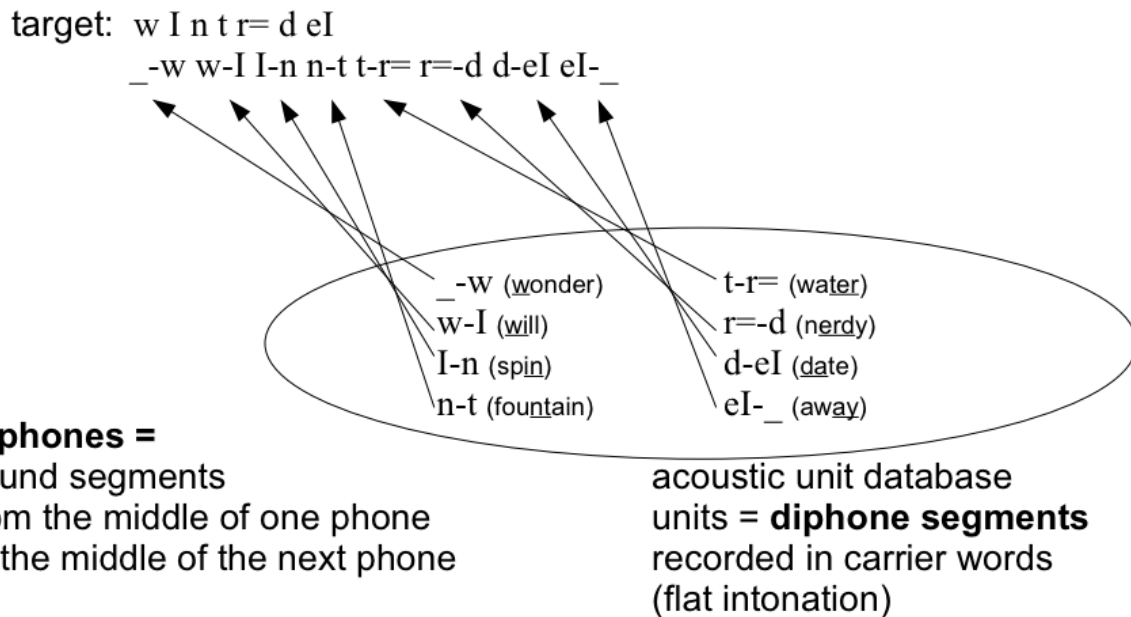 target: w I n t r= d eI
_-w w-I I-n n-t t-r= r=-d d-eI eI-_
_-w (wonder)
w-I (will)
I-n (spin)
n-t (fountain)
t-r= (water)
r=-d (nerdy)
d-eI (date)
eI-_ (away)
phones =
und segments
om the middle of one phone
the middle of the next phone
acoustic unit database
units = diphone segments
recorded in carrier words
(flat intonation)